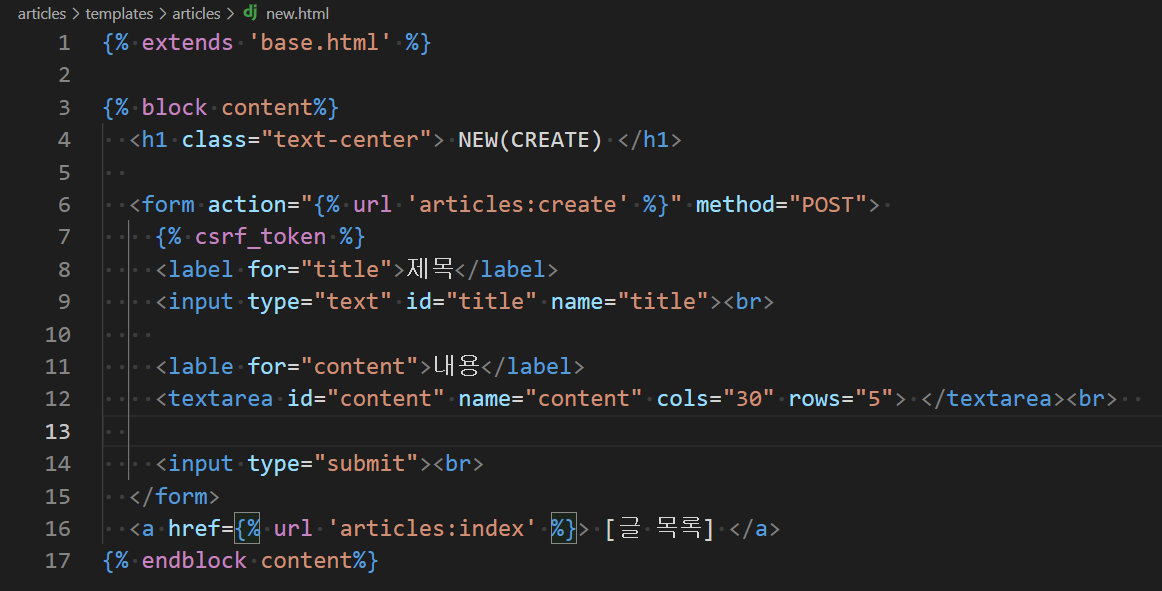 articles > templates > articles > dj new.html
1 {% extends 'base.html' %}
2
3 {% block content%}
4 <h1 class="text-center"> NEW(CREATE) </h1>
5
6 <form action="{% url 'articles:create' %}" method="POST">
7 {% csrf_token %}
8 <label for="title">제목</label>
9 <input type="text" id="title" name="title"><br>
10
11 <lable for="content">내용</label>
12 <textarea id="content" name="content" cols="30" rows="5"> </textarea><br>
13
14 <input type="submit"><br>
15 </form>
16 <a href={% url 'articles:index' %}> [글 목록] </a>
17 {% endblock content%}